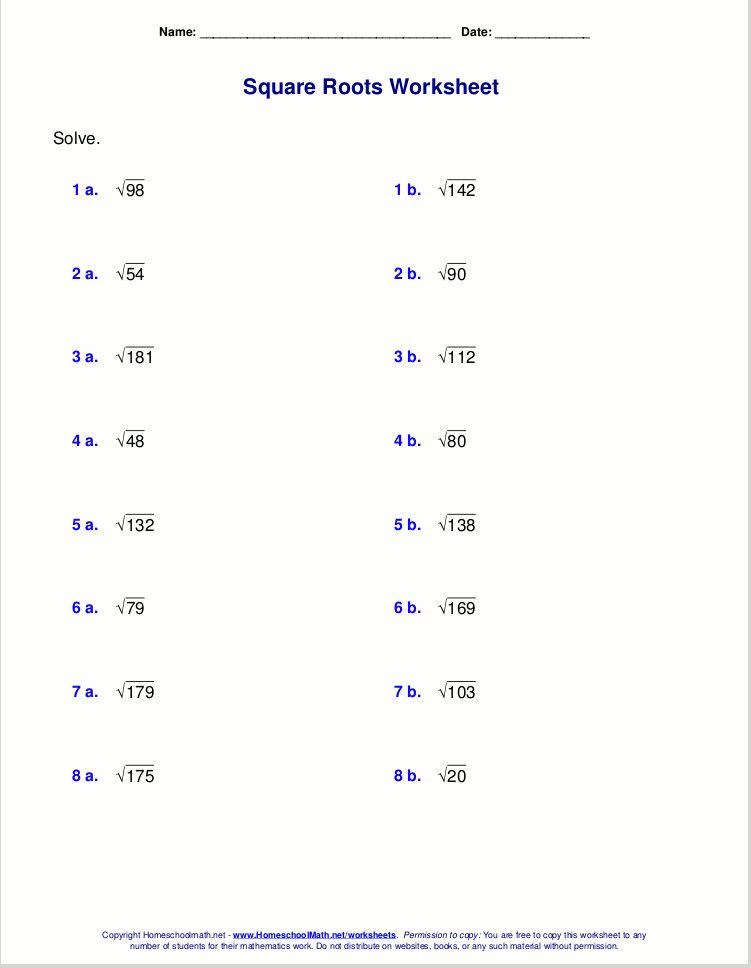 Name: ______________________________________ Date: ______________
Square Roots Worksheet
Solve.
1 a. √98 1 b. √142
2 a. √54 2 b. √90
3 a. √181 3 b. √112
4 a. √48 4 b. √80
5 a. √132 5 b. √138
6 a. √79 6 b. √169
7 a. √179 7 b. √103
8 a. √175 8 b. √20
Copyright Homeschoolmath.net - www.HomeschoolMath.net/worksheets. Permission to copy: You are free to copy this worksheet to any
number of students for their mathematics work. Do not distribute on websites, books, or any such material without permission.